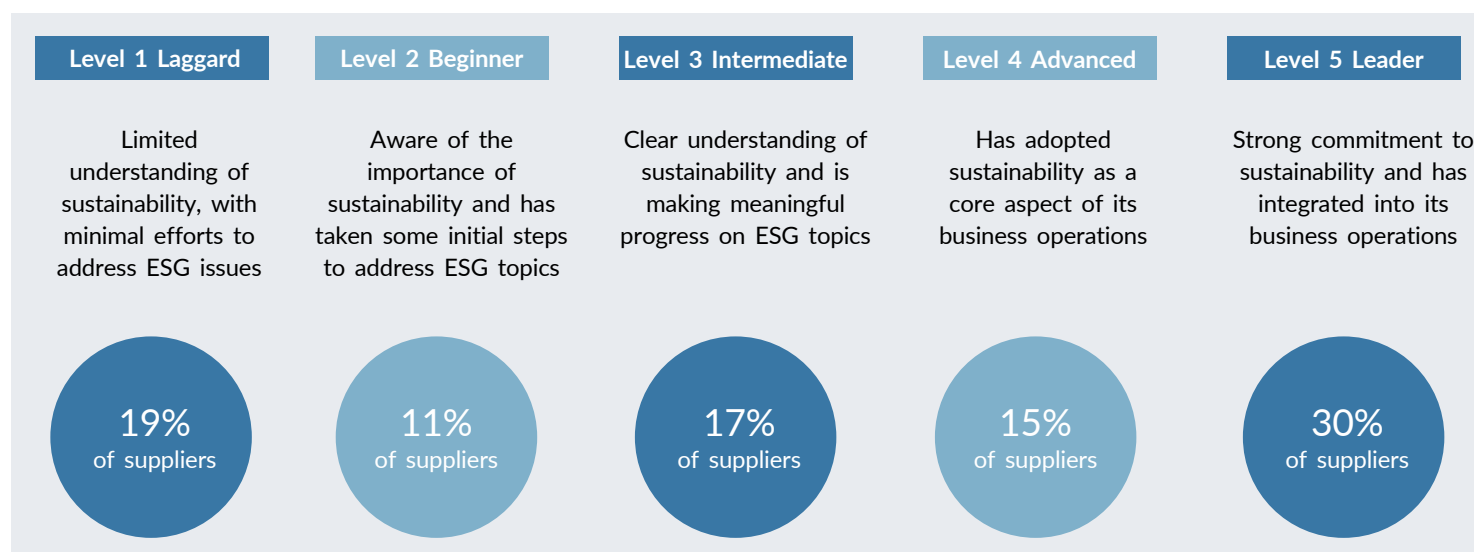 Level 1 Laggard
Limited
understanding of
sustainability, with
minimal efforts to
address ESG issues
19%
of suppliers
Level 2 Beginner
Aware of the
importance of
sustainability and has
taken some initial steps
to address ESG topics
11%
of suppliers
Level 3 Intermediate
Clear understanding of
sustainability and is
making meaningful
progress on ESG topics
17%
of suppliers
Level 4 Advanced
Has adopted
sustainability as a
core aspect of its
business operations
15%
of suppliers
Level 5 Leader
Strong commitment to
sustainability and has
integrated into its
business operations
30%
of suppliers